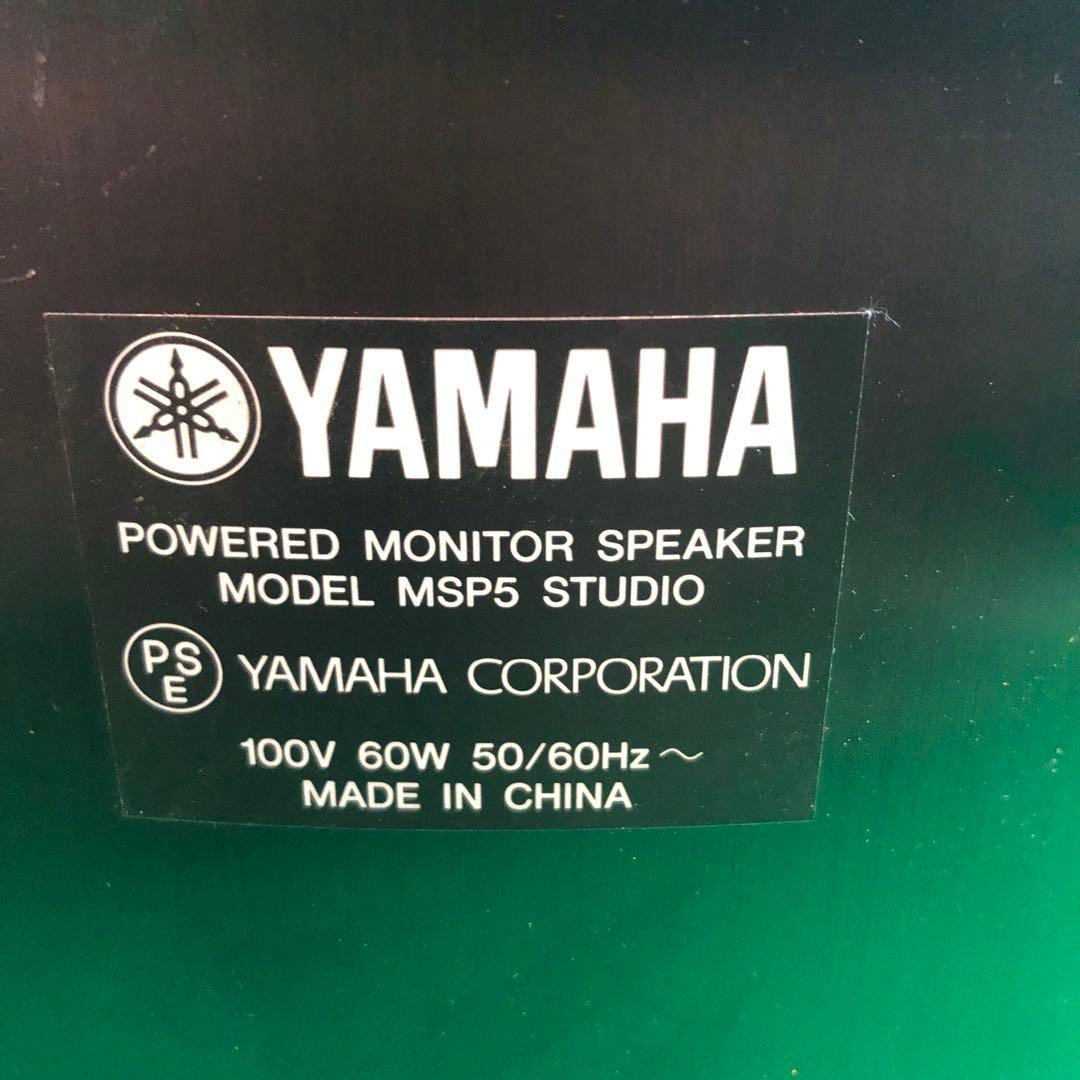 YAMAHA
POWERED MONITOR SPEAKER
MODEL MSP5 STUDIO
PSE YAMAHA CORPORATION
100V 60W 50/60Hz～
MADE IN CHINA